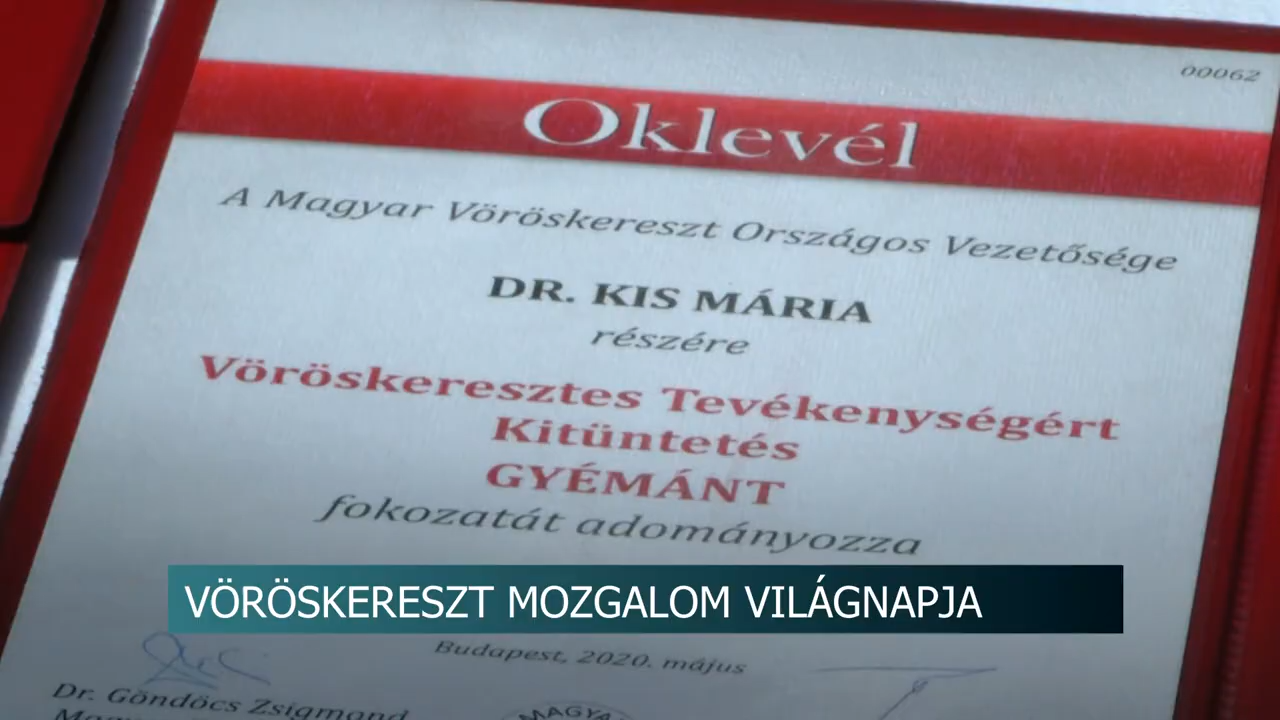 00062
Oklevél
A Magyar Vöröskereszt Országos Vezetősége
DR. KIS MÁRIA
részére
Vöröskeresztes Tevékenységért
Kitüntetés
GYÉMÁNT
fokozatát adományozza
VÖRÖSKERESZT MOZGALOM VILÁGNAPJA
Budapest, 2020. május
Dr. Göndöcs Zsigmond